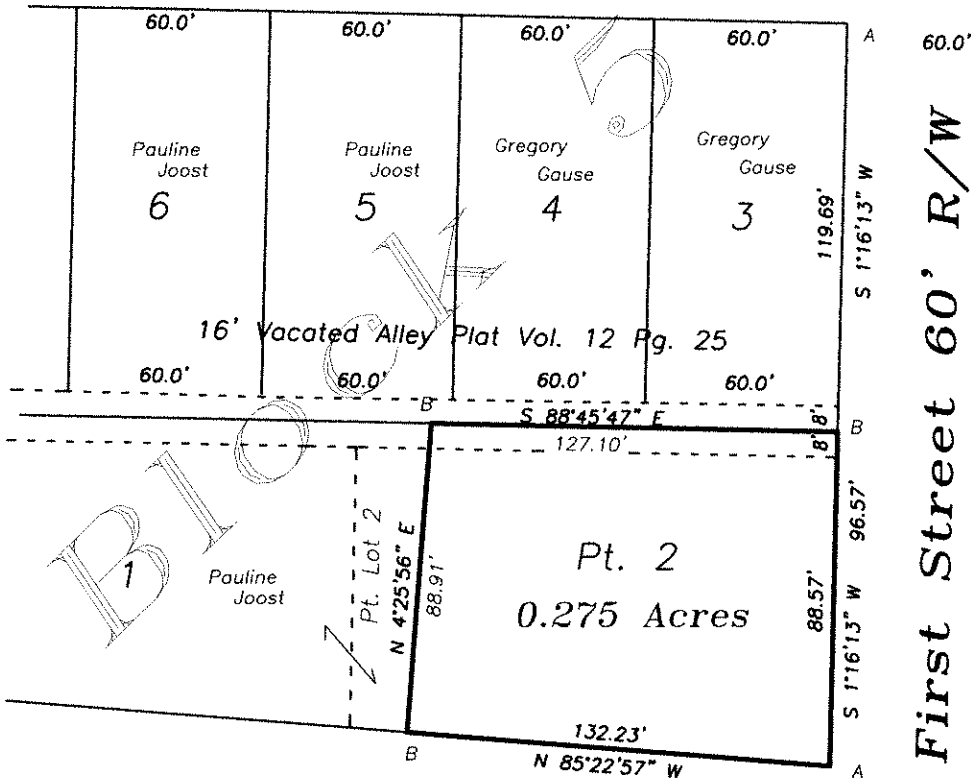 60.0' 60.0' 60.0' 60.0' A 60.0'
Pauline
Joost
6
Pauline
Joost
5
Gregory
Gause
4
Gregory
Gause
3
119.69'
S 1°16'13" W
First Street 60' R/W
16' Vacated Alley Plat Vol. 12 Pg. 25
60.0' 60.0' 60.0' 60.0'
B
S 88°45'47" E
8'
B
127.10'
8'
BLOCK 5
1
Pauline
Joost
Pt. Lot 2
N 4°25'56" E
88.91'
Pt. 2
0.275 Acres
96.57'
88.57'
S 1°16'13" W
132.23'
B
N 85°22'57" W
A